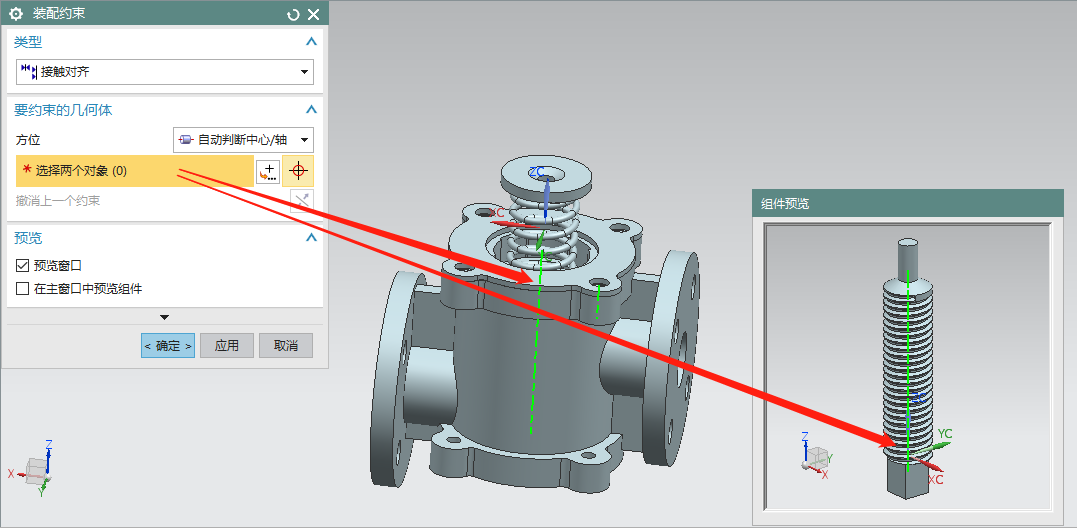 装配约束
类型
接触对齐
要约束的几何体
方位
自动判断中心/轴
* 选择两个对象 (0)
撤消上一个约束
预览
预览窗口
在主窗口中预览组件
< 确定 >
应用
取消
ZC
XC
Z
X
Y
组件预览
YC
XC
Z
Y
X